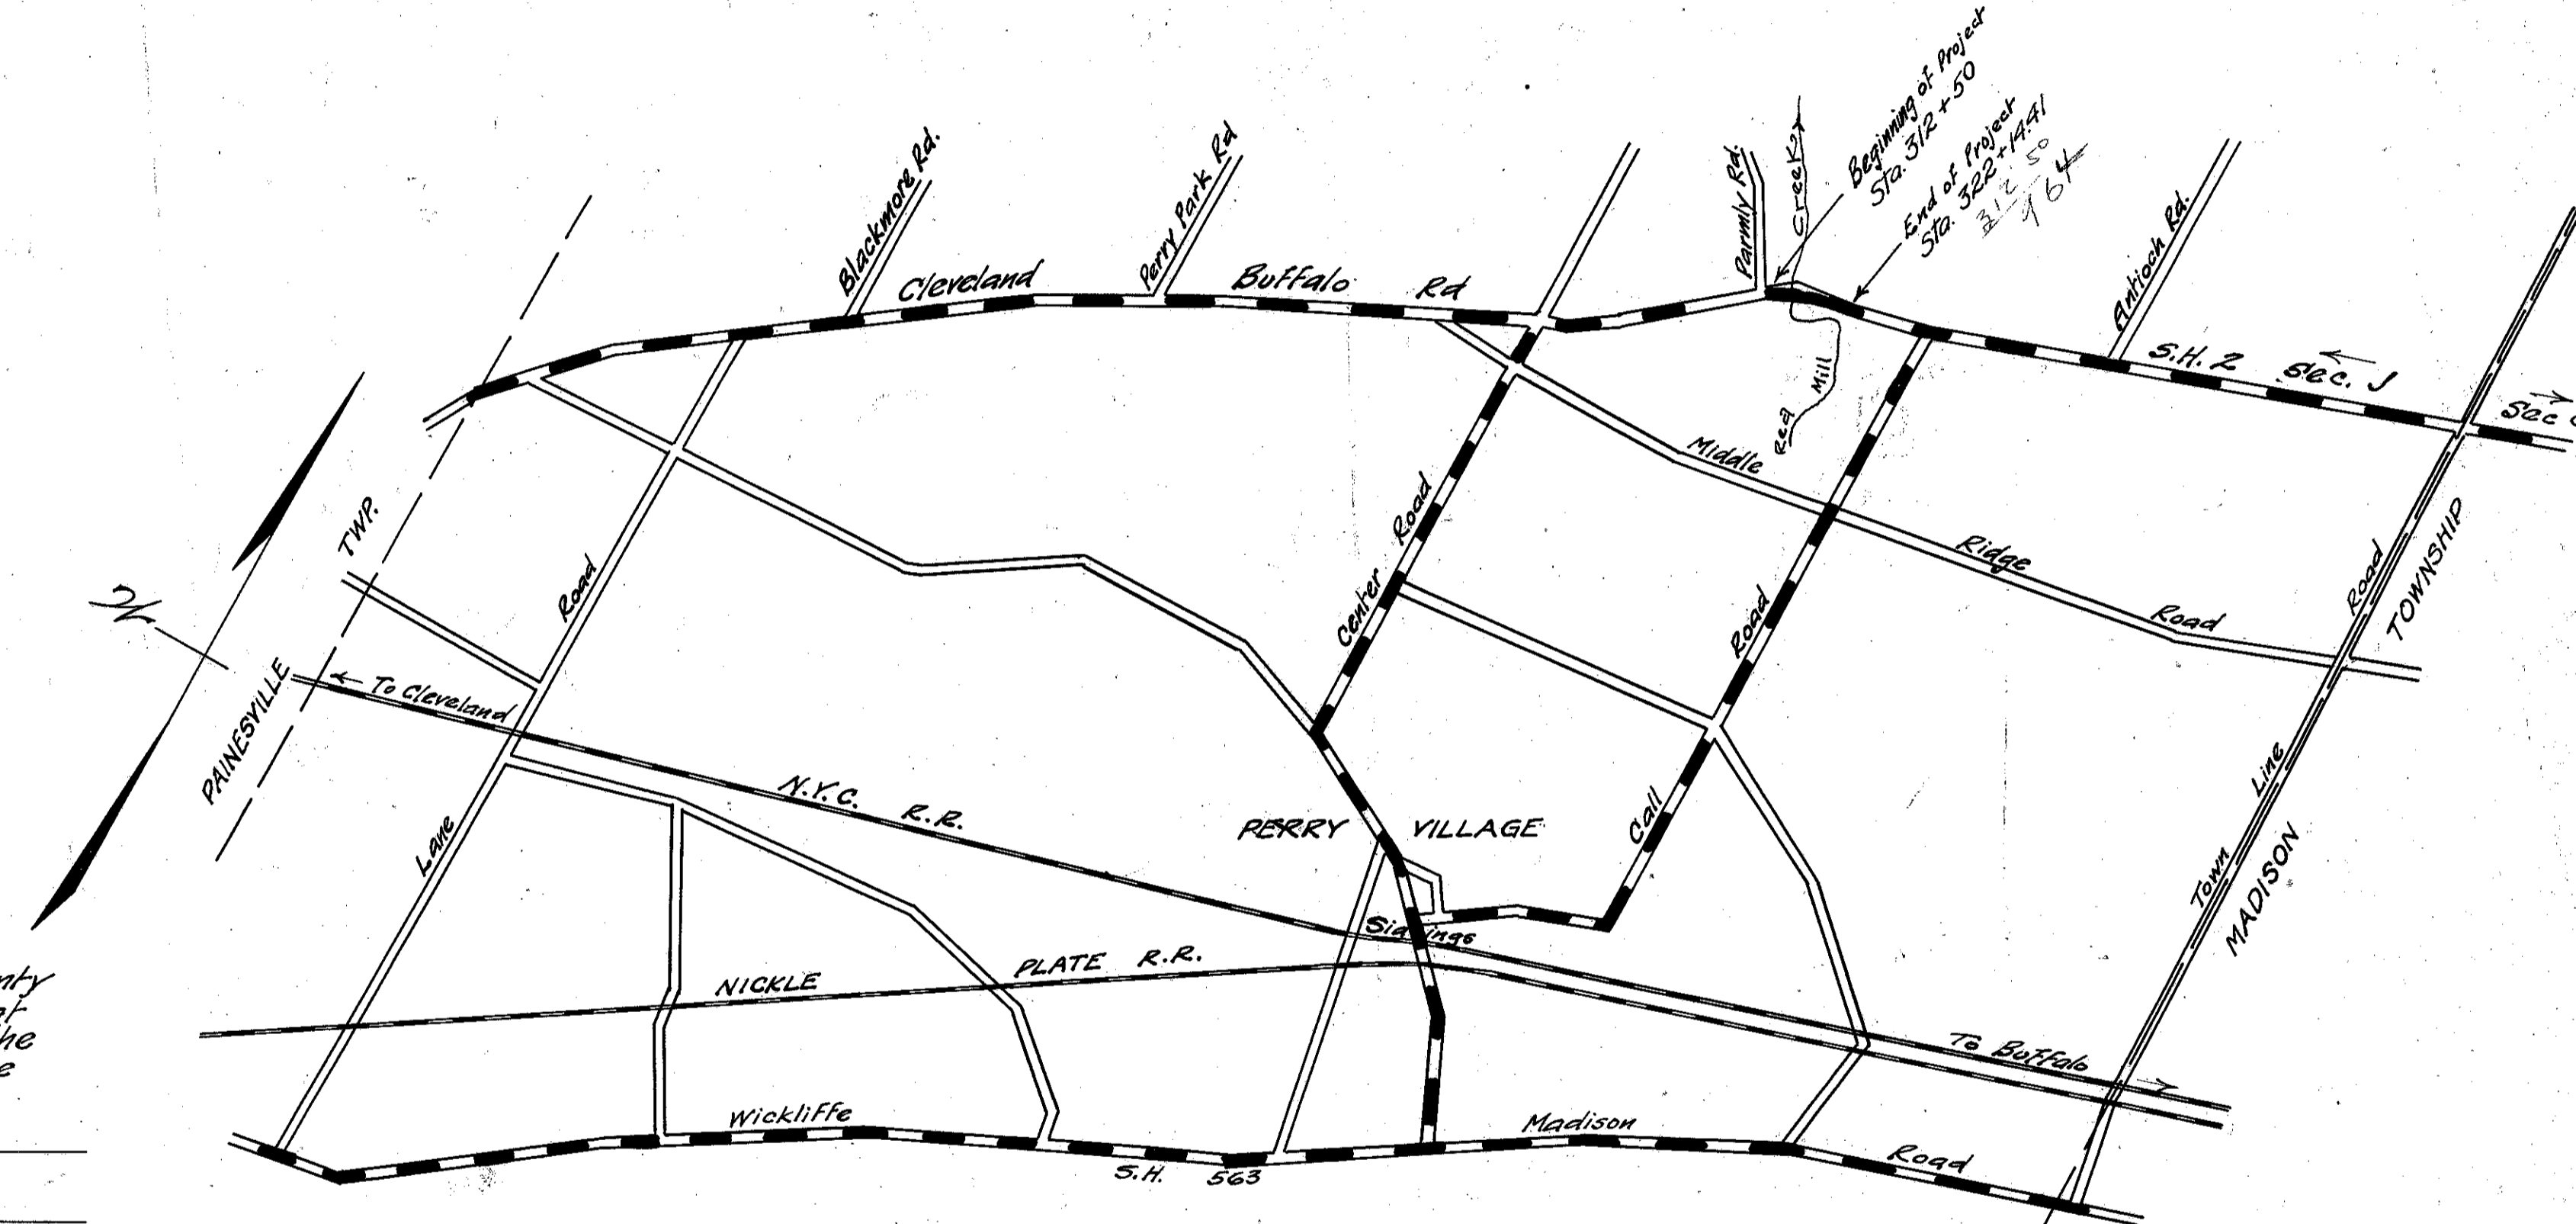 Beginning of Project
Sta. 312 + 50
End of Project
Sta. 322 + 14.41
312 50
964
Blackmore Rd.
Perry Park Rd
Parmly Rd.
Creek
Antioch Rd.
Cleveland Buffalo Rd
S.H. 2 Sec. J
Sec
Red Mill
Middle Ridge Road
Center Road
Call Road
Town Line Road
MADISON TOWNSHIP
PAINESVILLE TWP.
Lane Road
N
← To Cleveland
N.Y.C. R.R.
PERRY VILLAGE
Sidings
NICKLE PLATE R.R.
To Buffalo
Wickliffe Madison Road
S.H. 563